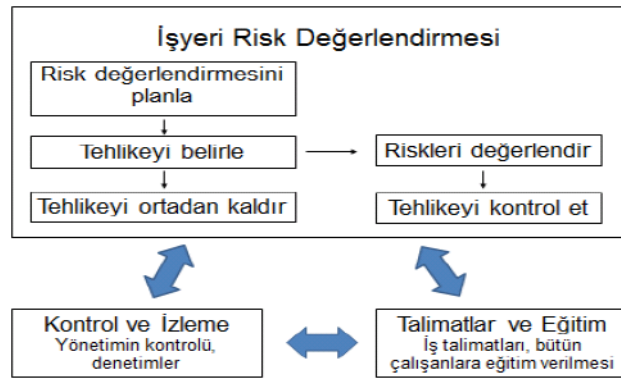 İşyeri Risk Değerlendirmesi
Risk değerlendirmesini
planla
Tehlikeyi belirle
Riskleri değerlendir
Tehlikeyi ortadan kaldır
Tehlikeyi kontrol et
Kontrol ve İzleme
Yönetimin kontrolü,
denetimler
Talimatlar ve Eğitim
İş talimatları, bütün
çalışanlara eğitim verilmesi